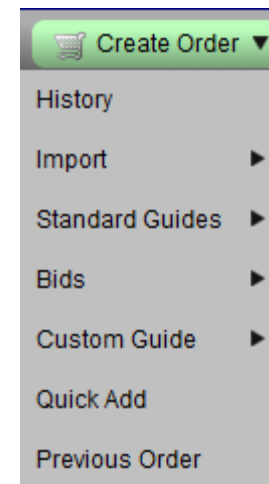 Create Order
History
Import
Standard Guides
Bids
Custom Guide
Quick Add
Previous Order